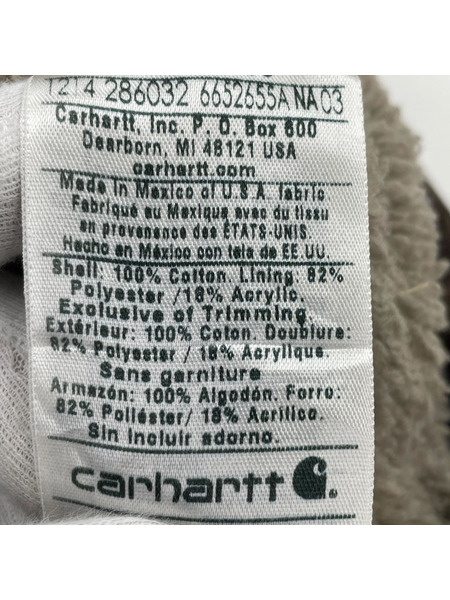 1214 286032 6652655A NA 03
Carhartt, Inc. P. O. Box 600
Dearborn, MI 48121 USA
carhartt.com
Made in Mexico of U.S.A. fabric
Fabriqué au Mexique avec du tissu
en provenance des ÉTATS-UNIS
Hecho en México con tela de EE.UU.
Shell: 100% Cotton. Lining: 82%
Polyester /18% Acrylic.
Exclusive of Trimming.
Extérieur: 100% Coton. Doublure:
82% Polyester / 18% Acrylique.
Sans garniture
Armazón: 100% Algodón. Forro:
82% Poliéster/ 18% Acrílico.
Sin incluir adorno.
carhartt